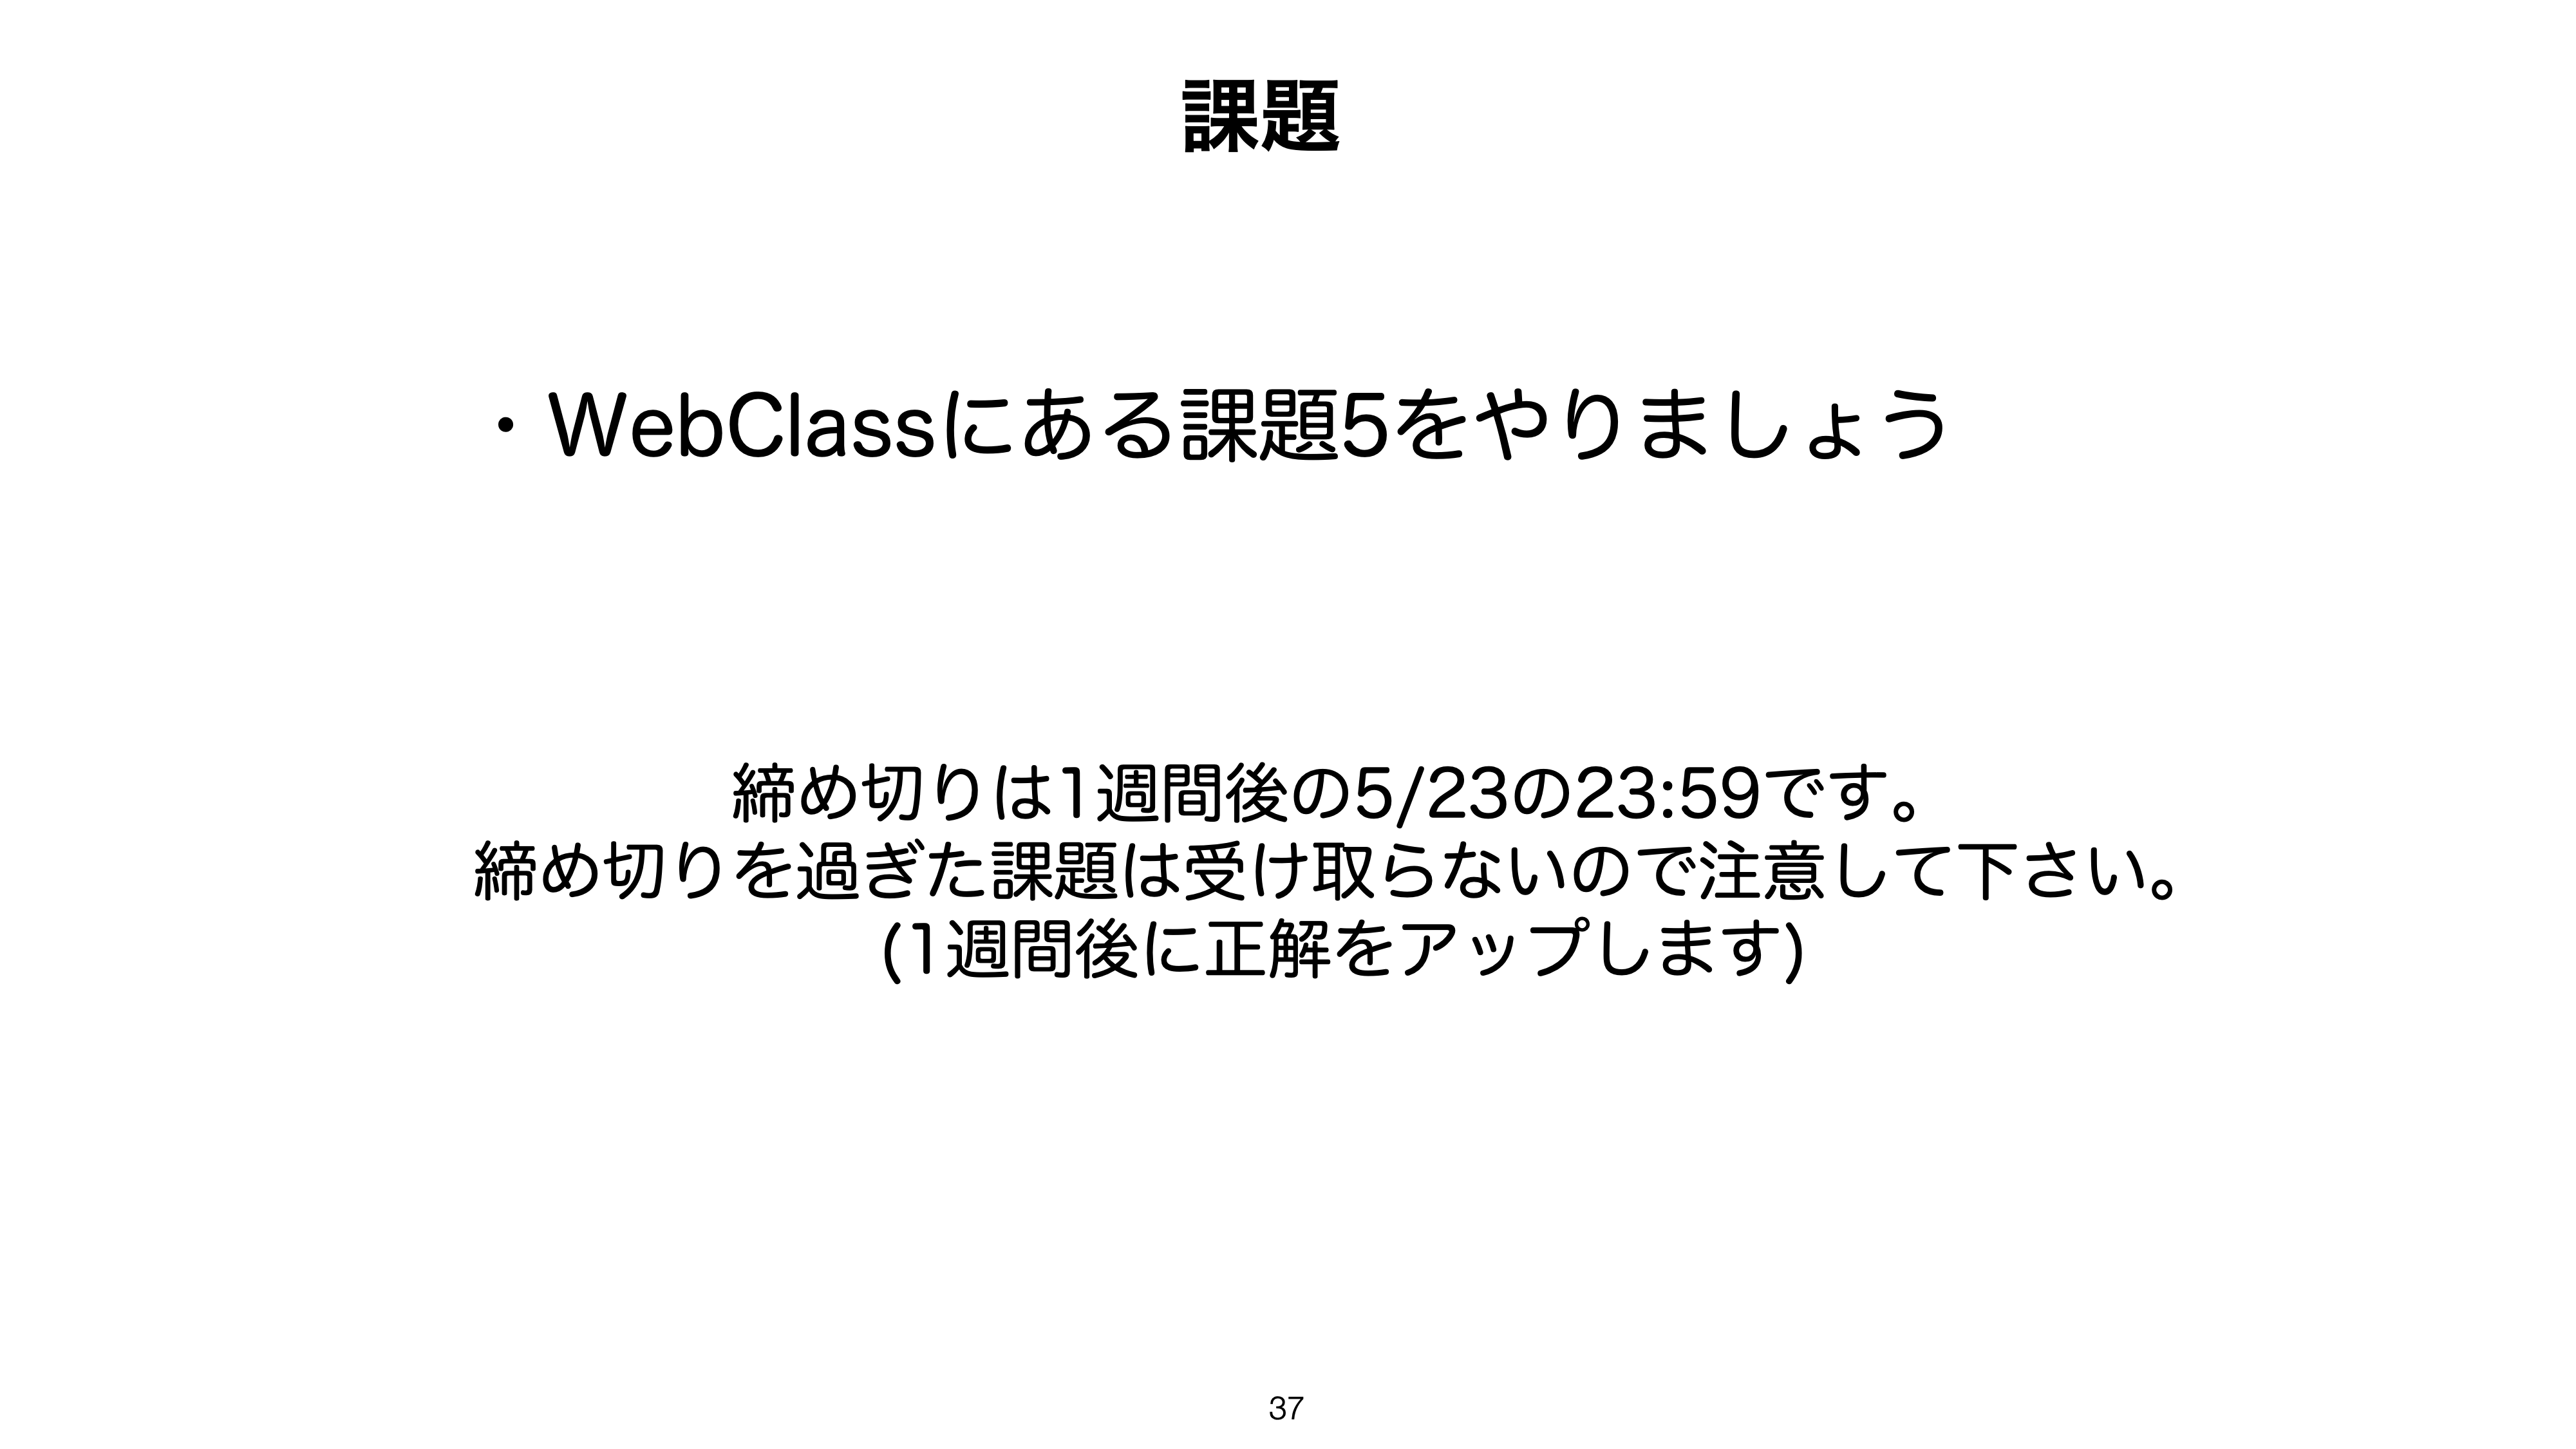 課題
・WebClassにある課題5をやりましょう
締め切りは1週間後の5/23の23:59です。
締め切りを過ぎた課題は受け取らないので注意して下さい。
(1週間後に正解をアップします)
37